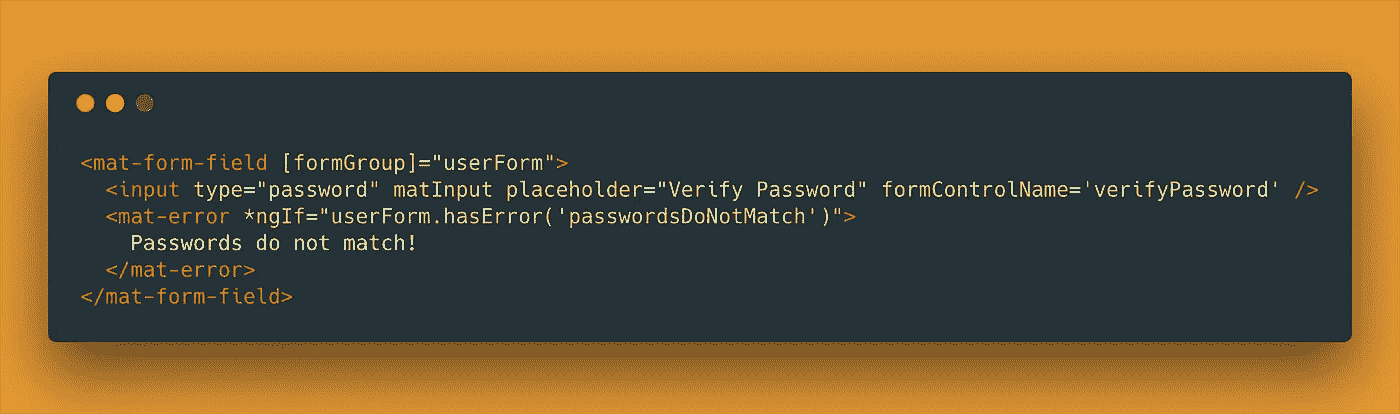 <mat-form-field [formGroup]="userForm">
  <input type="password" matInput placeholder="Verify Password" formControlName='verifyPassword' />
  <mat-error *ngIf="userForm.hasError('passwordsDoNotMatch')">
    Passwords do not match!
  </mat-error>
</mat-form-field>